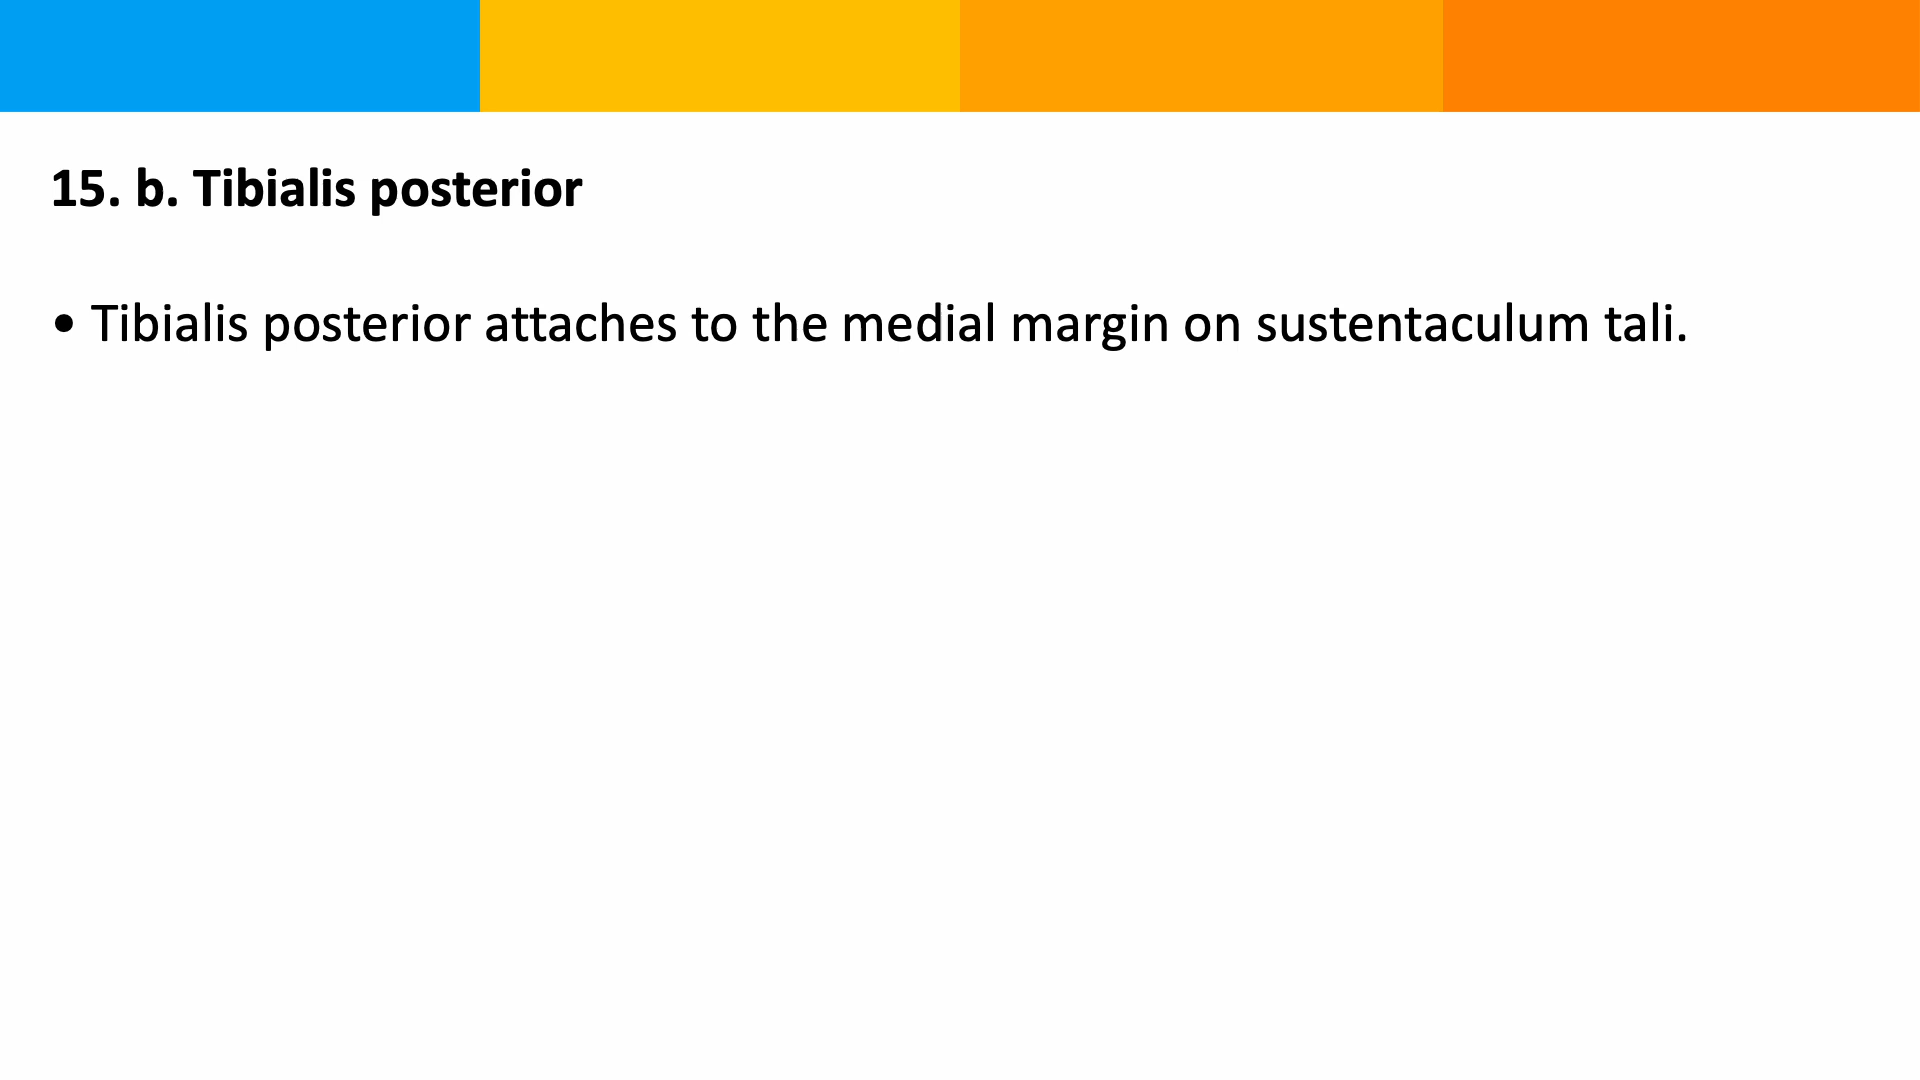 15. b. Tibialis posterior
• Tibialis posterior attaches to the medial margin on sustentaculum tali.